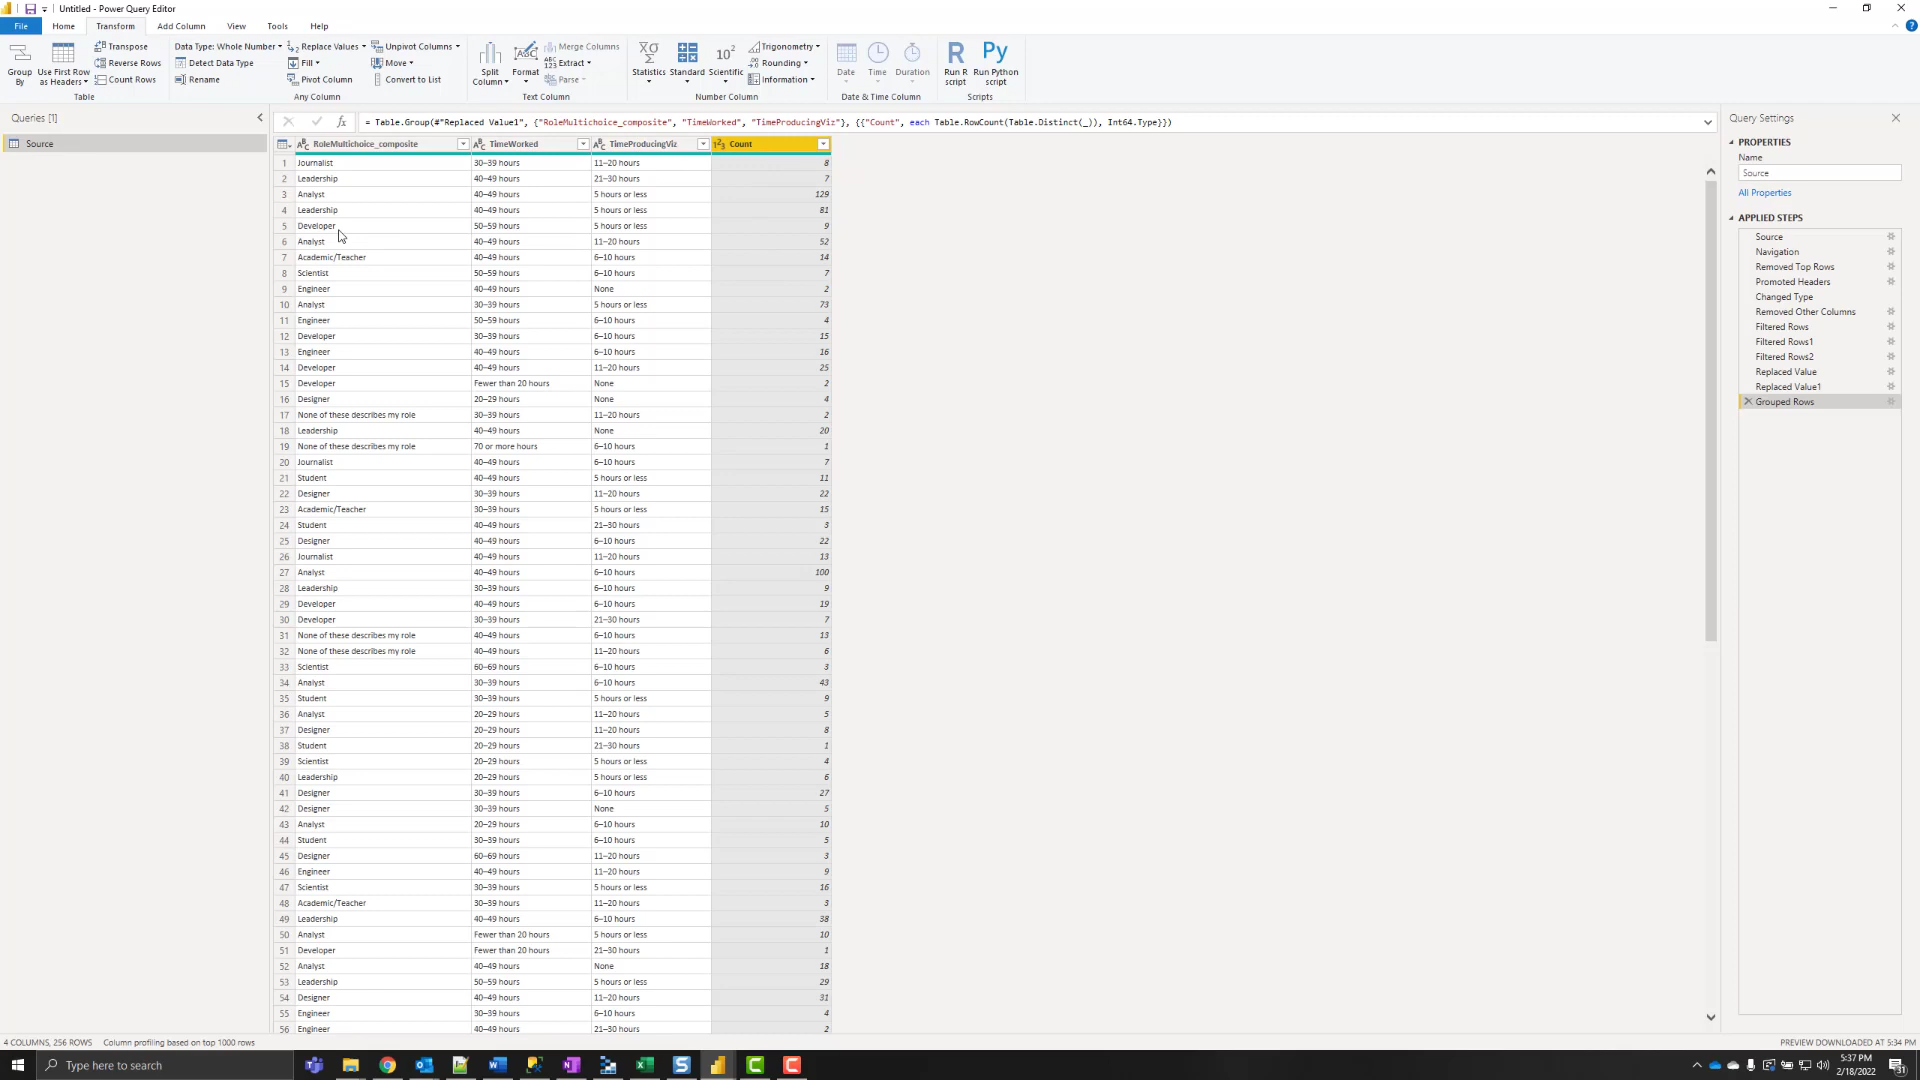 Untitled - Power Query Editor
File Home Transform Add Column View Tools Help
Group By
Use First Row as Headers
Transpose
Reverse Rows
Count Rows
Table
Data Type: Whole Number
Detect Data Type
Rename
Replace Values
Fill
Pivot Column
Unpivot Columns
Move
Convert to List
Any Column
Split Column
Format
Merge Columns
Extract
Parse
Text Column
Statistics
Standard
Scientific
Trigonometry
Rounding
Information
Number Column
Date
Time
Duration
Date & Time Column
Run R script
Run Python script
Scripts
Queries [1]
Source
= Table.Group(#"Replaced Value1", {"RoleMultichoice_composite", "TimeWorked", "TimeProducingViz"}, {{"Count", each Table.RowCount(Table.Distinct(_)), Int64.Type}})
RoleMultichoice_composite TimeWorked TimeProducingViz Count
1 Journalist 30–39 hours 11–20 hours 8
2 Leadership 40–49 hours 21–30 hours 7
3 Analyst 40–49 hours 5 hours or less 129
4 Leadership 40–49 hours 5 hours or less 81
5 Developer 50–59 hours 5 hours or less 9
6 Analyst 40–49 hours 11–20 hours 52
7 Academic/Teacher 40–49 hours 6–10 hours 14
8 Scientist 50–59 hours 6–10 hours 7
9 Engineer 40–49 hours None 2
10 Analyst 30–39 hours 5 hours or less 73
11 Engineer 50–59 hours 6–10 hours 4
12 Developer 30–39 hours 6–10 hours 15
13 Engineer 40–49 hours 6–10 hours 16
14 Developer 40–49 hours 11–20 hours 25
15 Developer Fewer than 20 hours None 2
16 Designer 20–29 hours None 4
17 None of these describes my role 30–39 hours 11–20 hours 2
18 Leadership 40–49 hours None 20
19 None of these describes my role 70 or more hours 6–10 hours 1
20 Journalist 40–49 hours 6–10 hours 7
21 Student 40–49 hours 5 hours or less 11
22 Designer 30–39 hours 11–20 hours 22
23 Academic/Teacher 30–39 hours 5 hours or less 15
24 Student 40–49 hours 21–30 hours 3
25 Designer 40–49 hours 6–10 hours 22
26 Journalist 40–49 hours 11–20 hours 13
27 Analyst 40–49 hours 6–10 hours 100
28 Leadership 30–39 hours 6–10 hours 9
29 Developer 40–49 hours 6–10 hours 19
30 Developer 30–39 hours 21–30 hours 7
31 None of these describes my role 40–49 hours 6–10 hours 13
32 None of these describes my role 40–49 hours 11–20 hours 6
33 Scientist 60–69 hours 6–10 hours 3
34 Analyst 30–39 hours 6–10 hours 43
35 Student 30–39 hours 5 hours or less 9
36 Analyst 20–29 hours 11–20 hours 5
37 Designer 20–29 hours 11–20 hours 8
38 Student 20–29 hours 21–30 hours 1
39 Scientist 20–29 hours 5 hours or less 4
40 Leadership 20–29 hours 5 hours or less 6
41 Designer 30–39 hours 6–10 hours 27
42 Designer 30–39 hours None 5
43 Analyst 20–29 hours 6–10 hours 10
44 Student 30–39 hours 6–10 hours 5
45 Designer 60–69 hours 11–20 hours 3
46 Engineer 40–49 hours 11–20 hours 9
47 Scientist 30–39 hours 5 hours or less 16
48 Academic/Teacher 30–39 hours 11–20 hours 3
49 Leadership 40–49 hours 6–10 hours 38
50 Analyst Fewer than 20 hours 5 hours or less 10
51 Developer Fewer than 20 hours 21–30 hours 1
52 Analyst 40–49 hours None 18
53 Leadership 50–59 hours 5 hours or less 29
54 Designer 40–49 hours 11–20 hours 31
55 Engineer 30–39 hours 6–10 hours 4
56 Engineer 40–49 hours 21–30 hours 2
Query Settings
PROPERTIES
Name
Source
All Properties
APPLIED STEPS
Source
Navigation
Removed Top Rows
Promoted Headers
Changed Type
Removed Other Columns
Filtered Rows
Filtered Rows1
Filtered Rows2
Replaced Value
Replaced Value1
Grouped Rows
4 COLUMNS, 256 ROWS Column profiling based on top 1000 rows
PREVIEW DOWNLOADED AT 5:34 PM
Type here to search
5:37 PM
2/18/2022
31